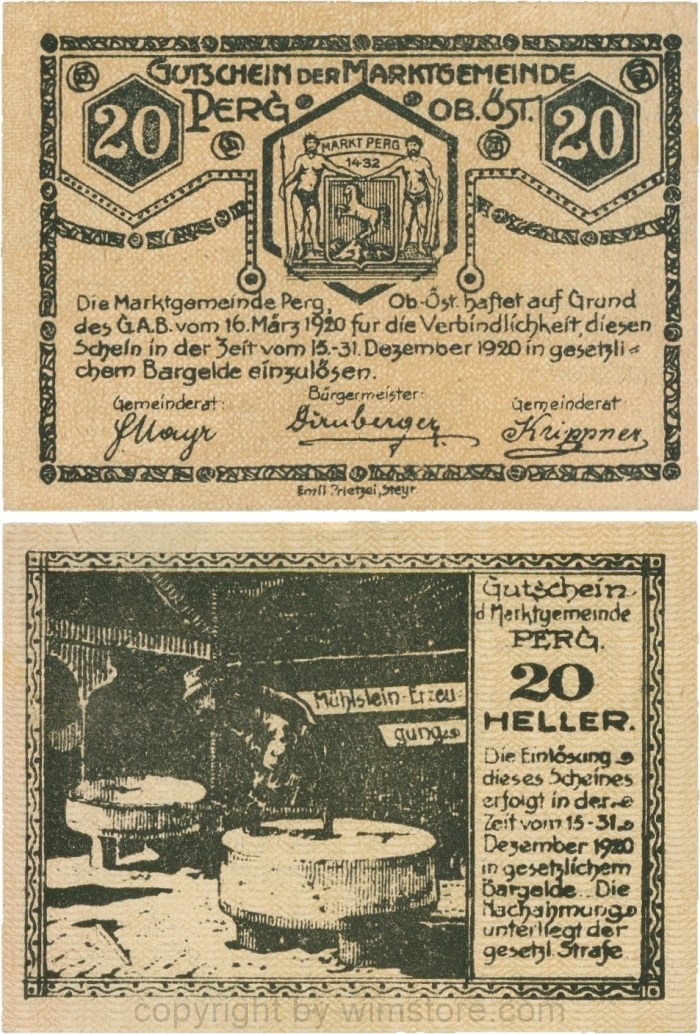 GUTSCHEIN DER MARKTGEMEINDE
PERG OB. ÖST.
20 20
MARKT PERG
1432
Die Marktgemeinde Perg, Ob.-Öst. haftet auf Grund
des G.A.B. vom 16. März 1920 für die Verbindlichkeit, diesen
Schein in der Zeit vom 15.-31. Dezember 1920 in gesetzli=
chem Bargelde einzulösen.
Gemeinderat: Bürgermeister: Gemeinderat
Mayr Dirnberger Krippner
Emil Prietzel, Steyr.
Gutschein
d Marktgemeinde
PERG.
20
HELLER.
Mühlstein-Erzeu-
gung
Die Einlösung
dieses Scheines
erfolgt in der
Zeit vom 15-31.
Dezember 1920
in gesetzlichem
Bargelde. Die
Nachahmung
unterliegt der
gesetzl. Strafe
10
copyright by wimstore.com